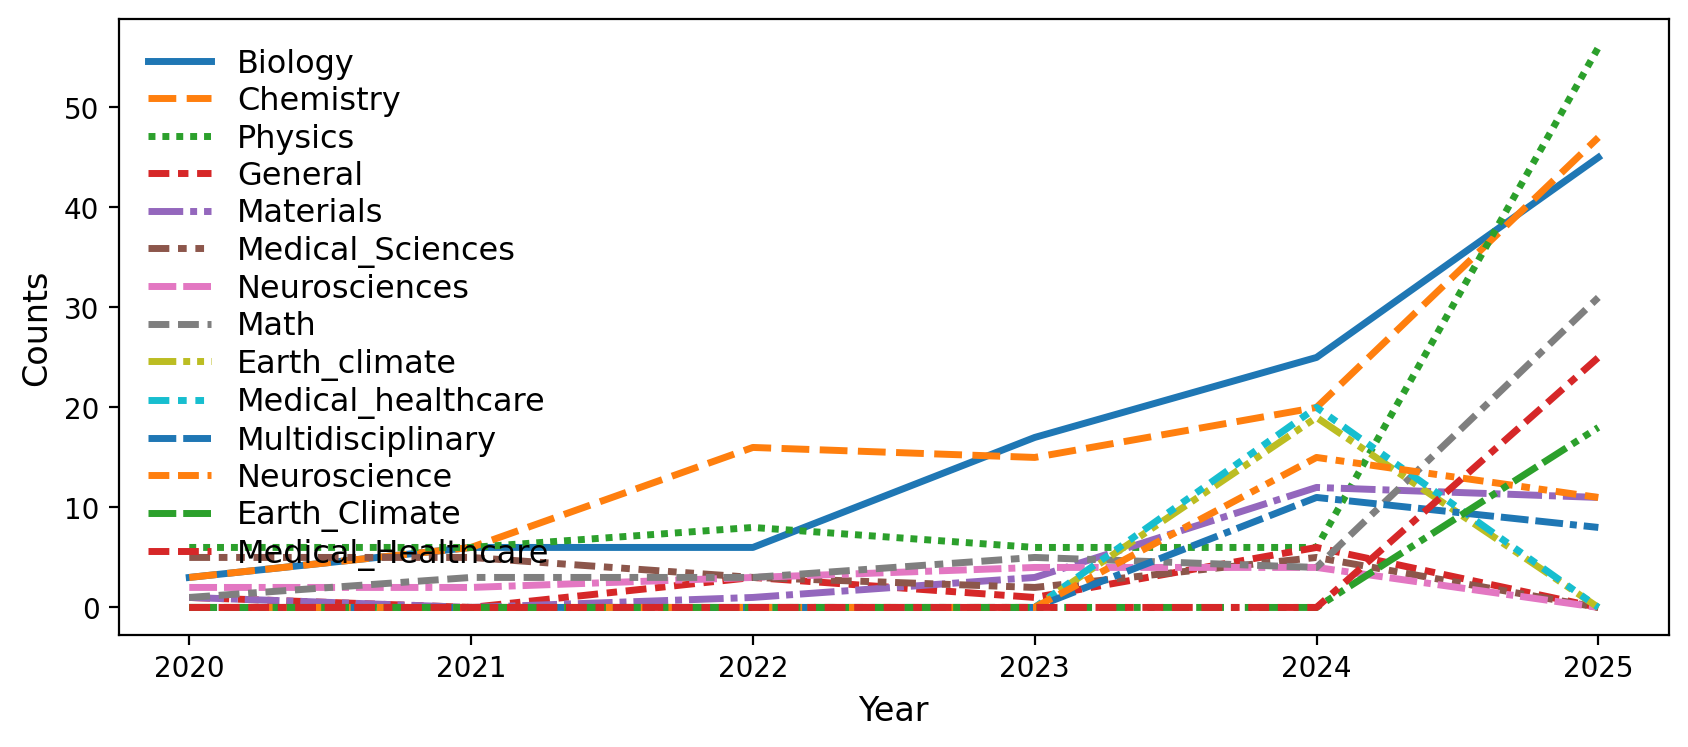 Biology
Chemistry
Physics
General
Materials
Medical_Sciences
Neurosciences
Math
Earth_climate
Medical_healthcare
Multidisciplinary
Neuroscience
Earth_Climate
Medical_Healthcare
Counts
50
40
30
20
10
0
2020 2021 2022 2023 2024 2025
Year